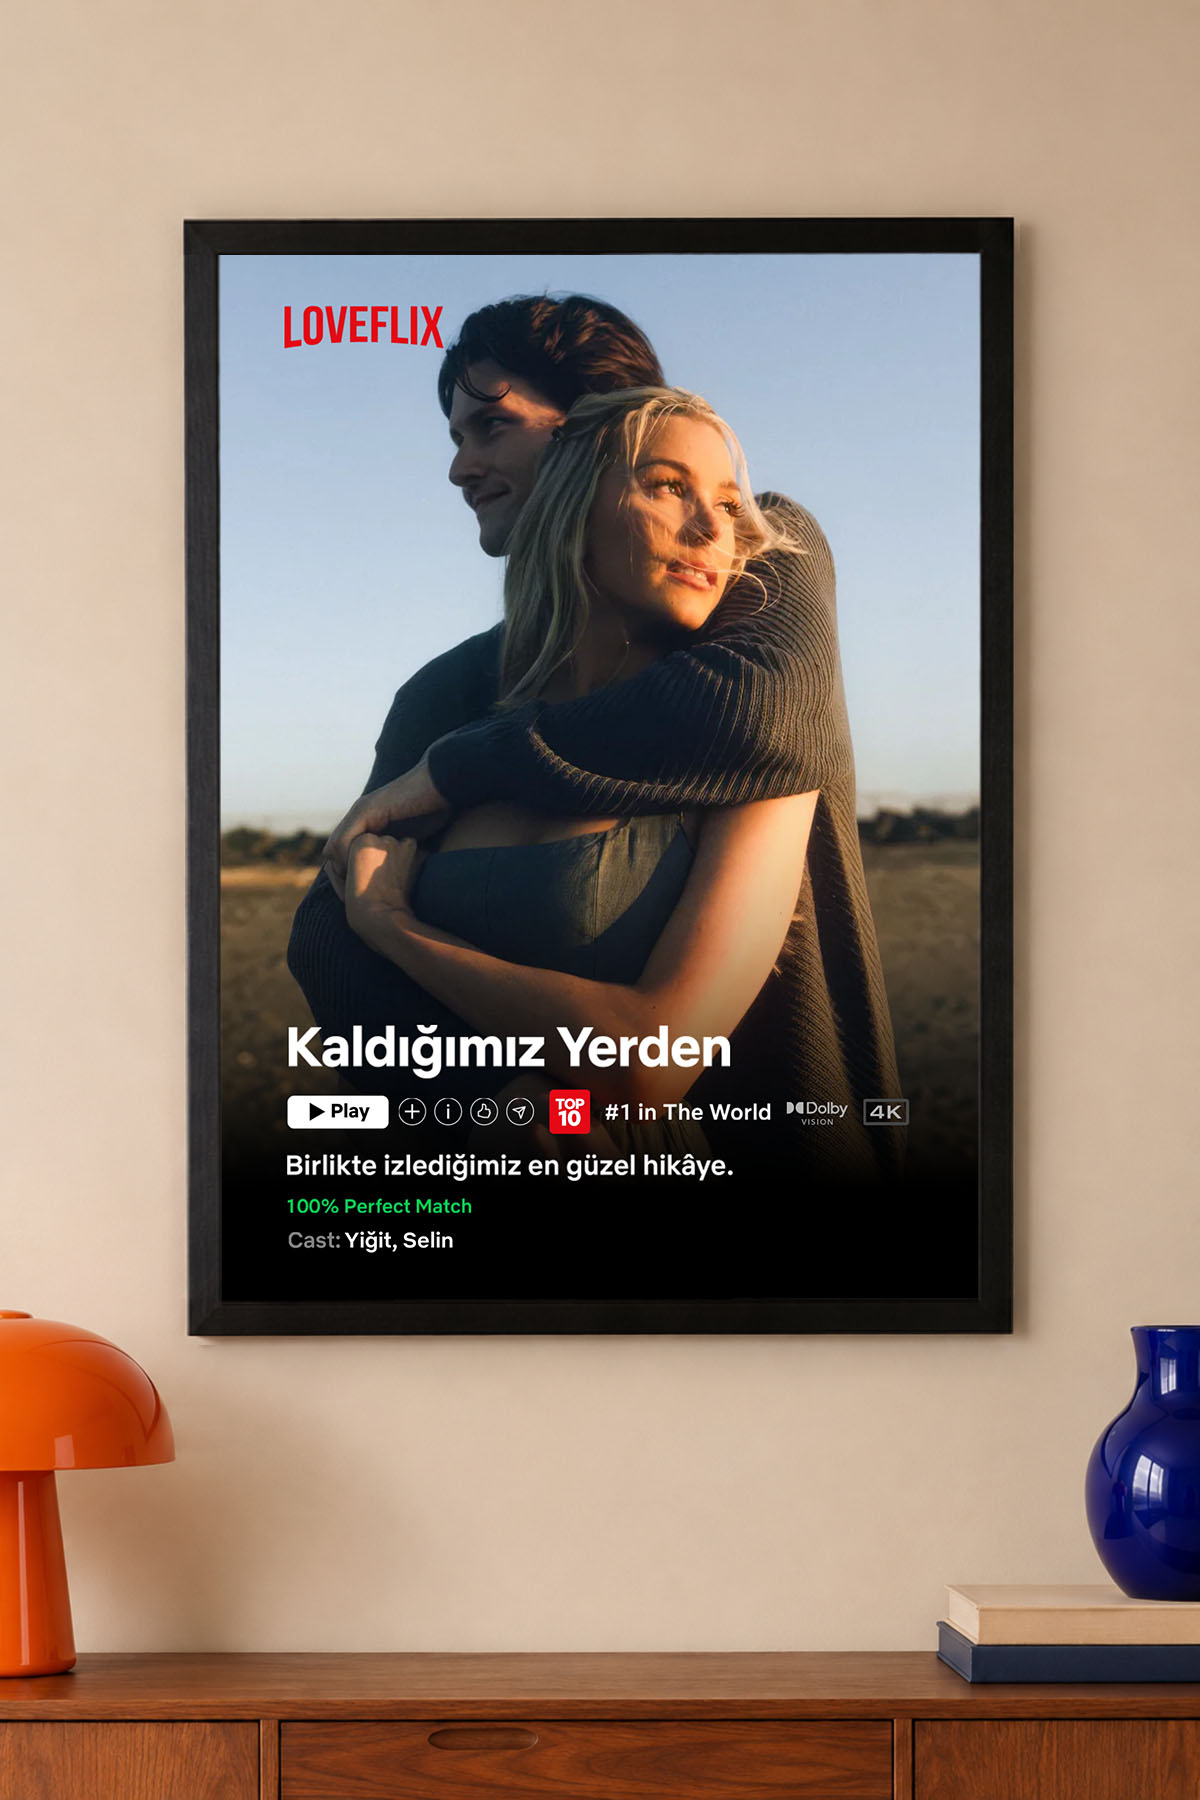 LOVEFLIX
Kaldığımız Yerden
Play TOP 10 #1 in The World Dolby VISION 4K
Birlikte izlediğimiz en güzel hikâye.
100% Perfect Match
Cast: Yiğit, Selin